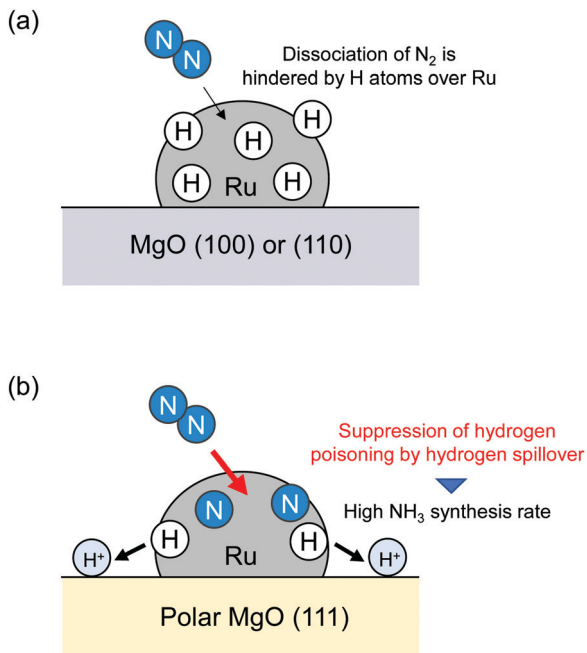 (a)
N
N
Dissociation of N₂ is
hindered by H atoms over Ru
H
H
H
H
H
Ru
MgO (100) or (110)
(b)
N
N
Suppression of hydrogen
poisoning by hydrogen spillover
High NH₃ synthesis rate
N
N
H
H
H⁺
Ru
H⁺
Polar MgO (111)